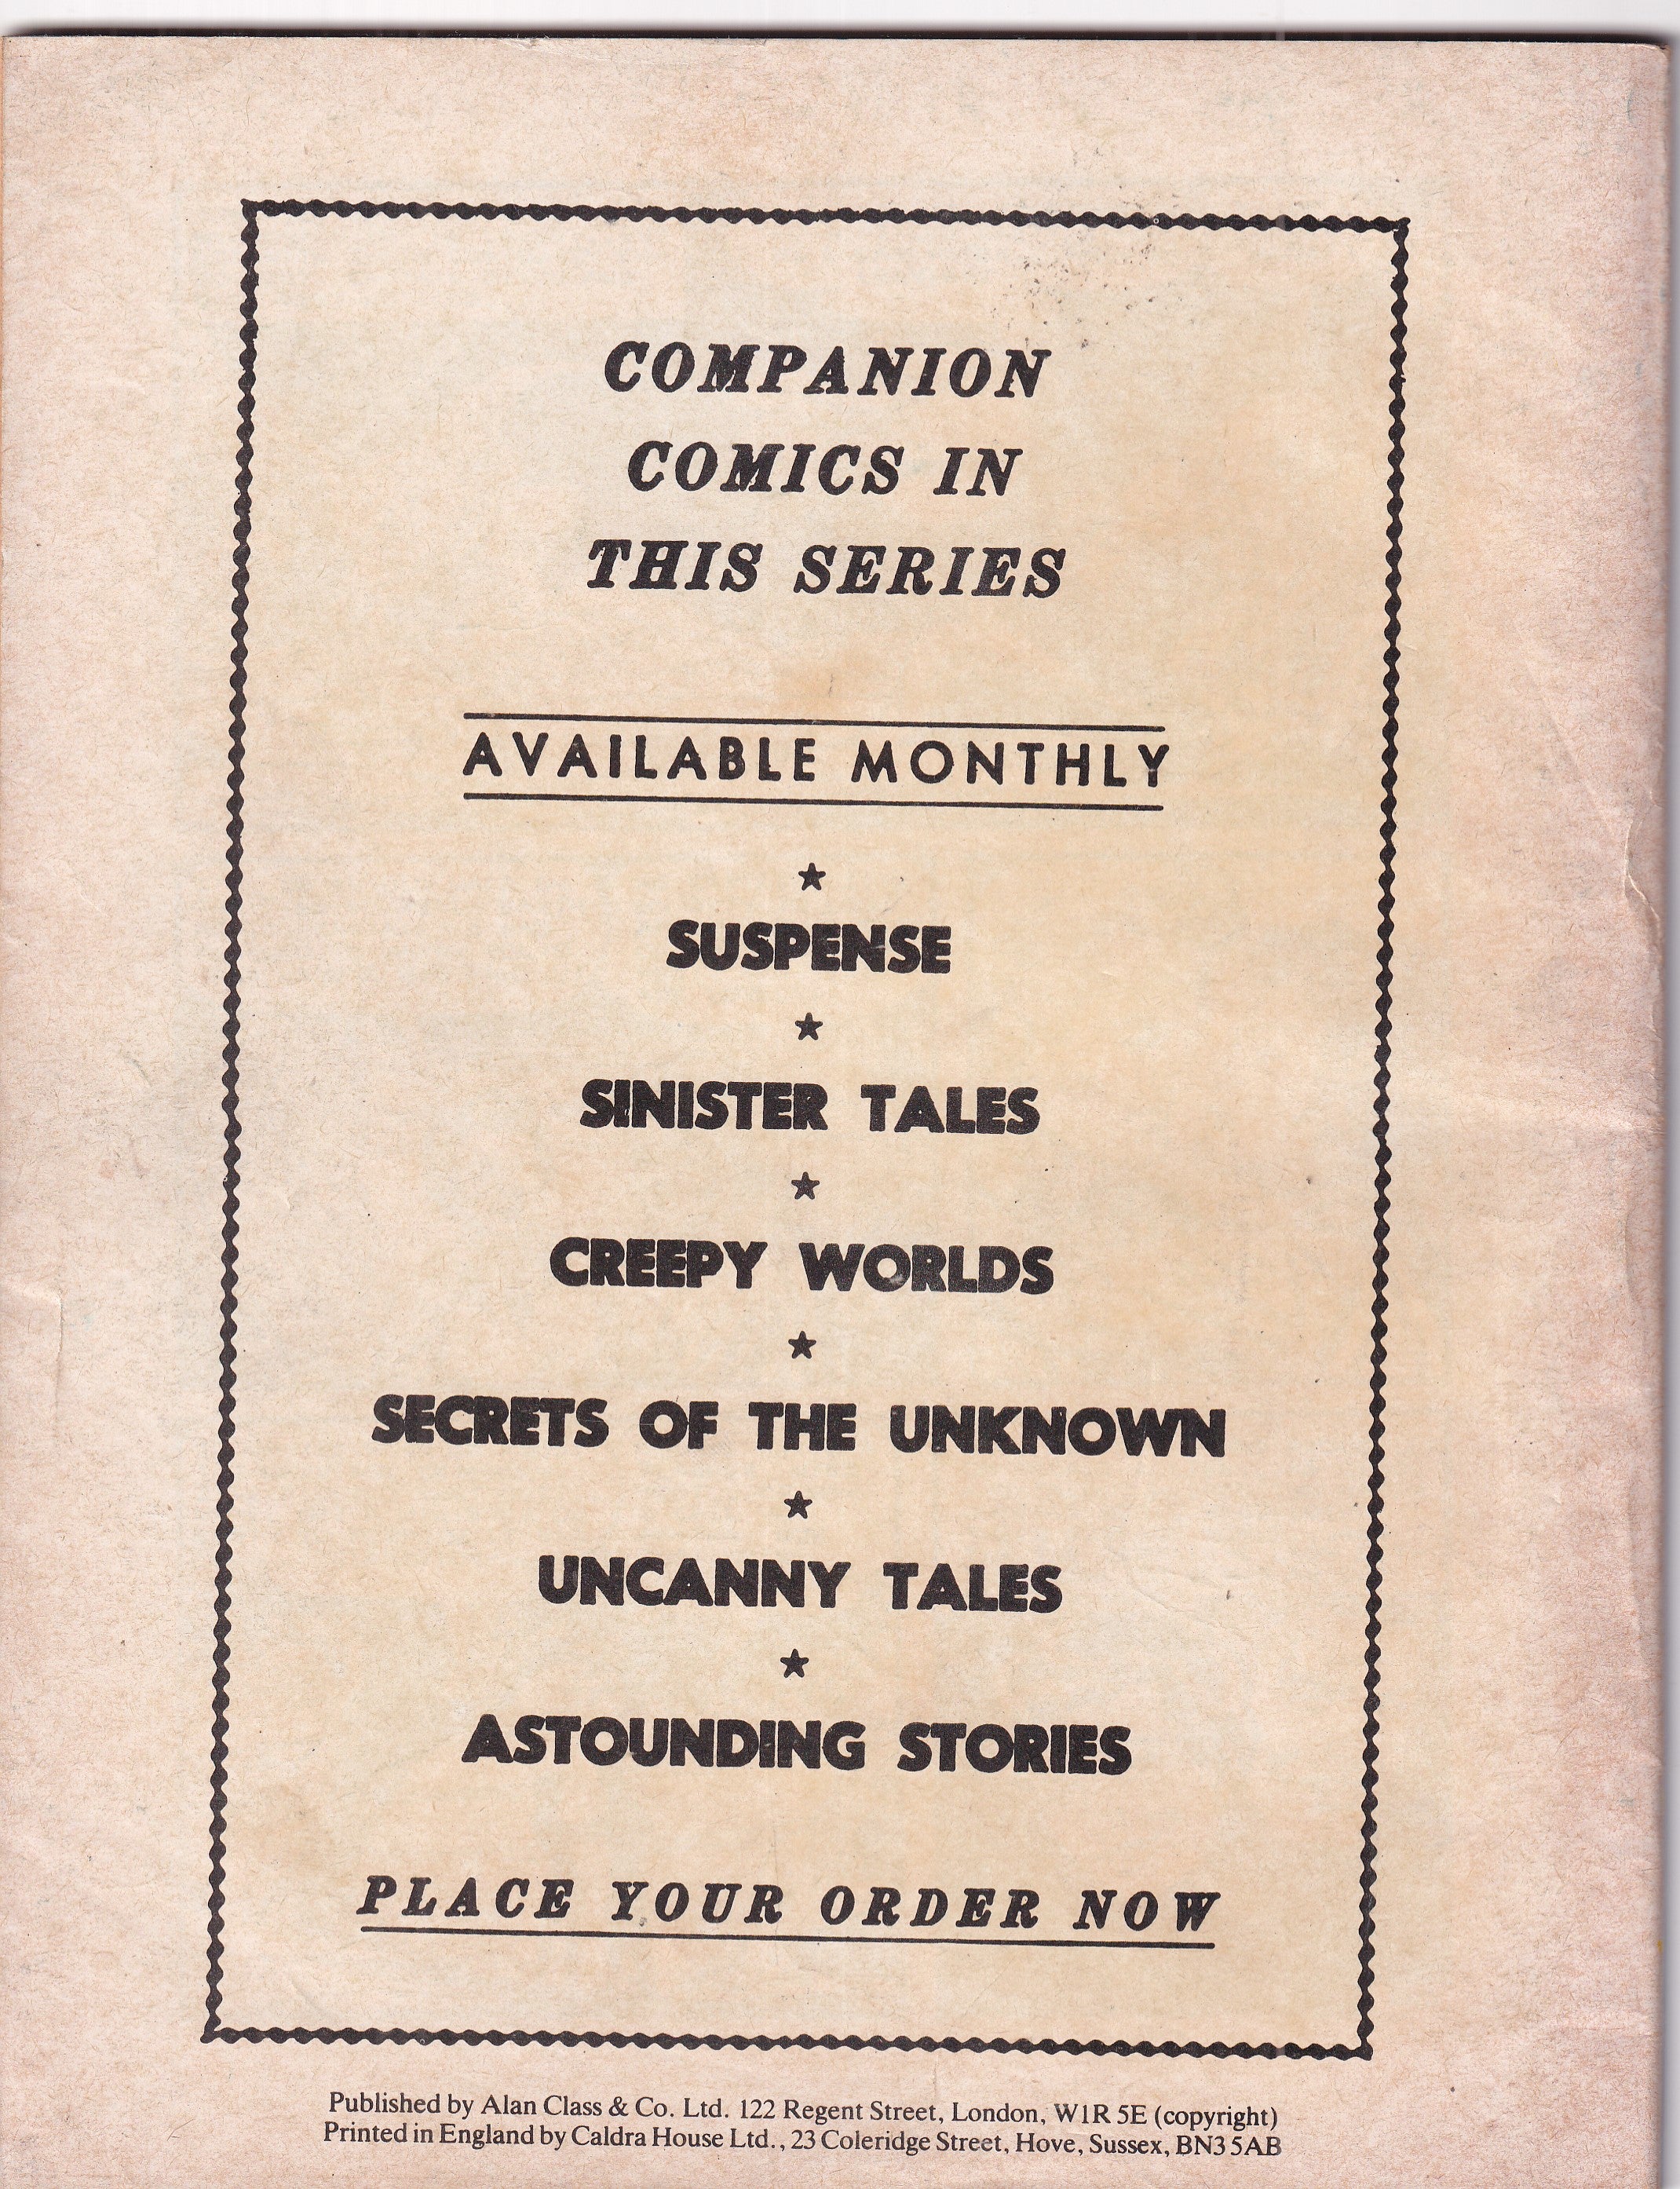 COMPANION
COMICS IN
THIS SERIES
AVAILABLE MONTHLY
SUSPENSE
SINISTER TALES
CREEPY WORLDS
SECRETS OF THE UNKNOWN
UNCANNY TALES
ASTOUNDING STORIES
PLACE YOUR ORDER NOW
Published by Alan Class & Co. Ltd. 122 Regent Street, London, W1R 5E (copyright)
Printed in England by Caldra House Ltd., 23 Coleridge Street, Hove, Sussex, BN3 5AB